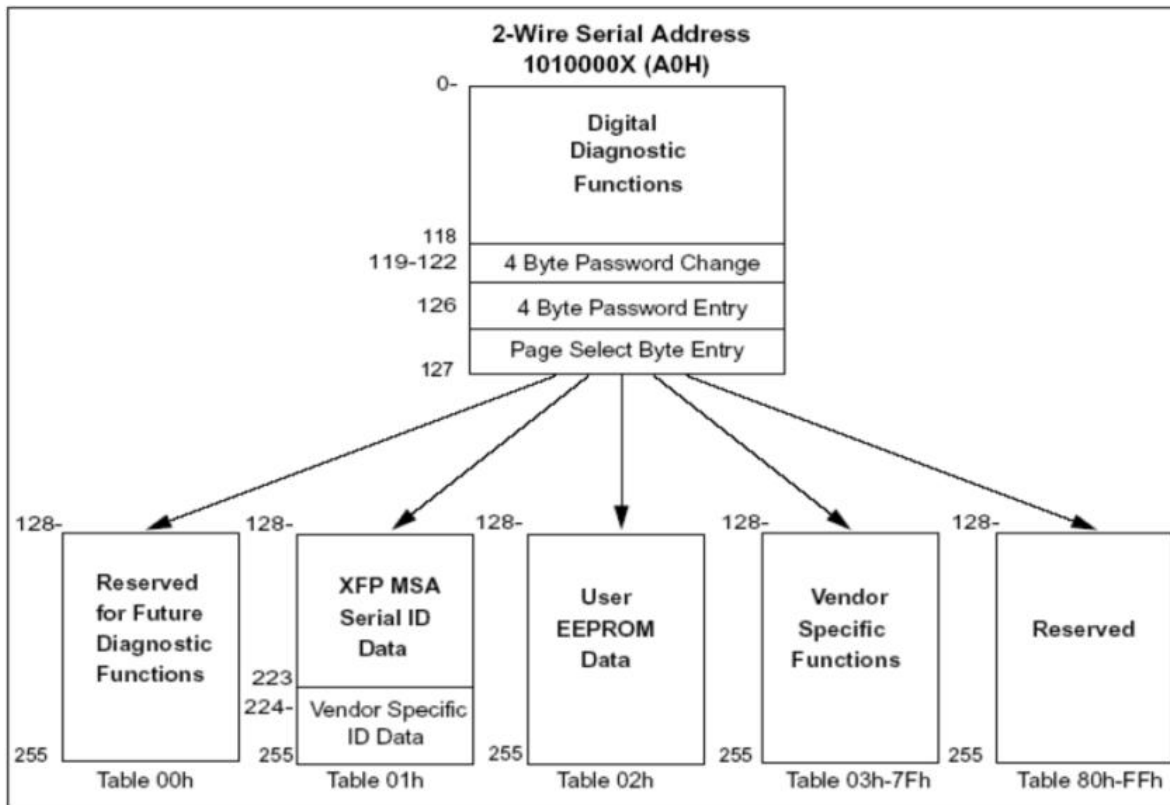 2-Wire Serial Address
1010000X (A0H)
0-
Digital
Diagnostic
Functions
118
119-122
4 Byte Password Change
126
4 Byte Password Entry
Page Select Byte Entry
127
128-
128-
128-
128-
128-
Reserved
for Future
Diagnostic
Functions
XFP MSA
Serial ID
Data
User
EEPROM
Data
Vendor
Specific
Functions
Reserved
223
224-
Vendor Specific
ID Data
255
255
255
255
255
Table 00h
Table 01h
Table 02h
Table 03h-7Fh
Table 80h-FFh